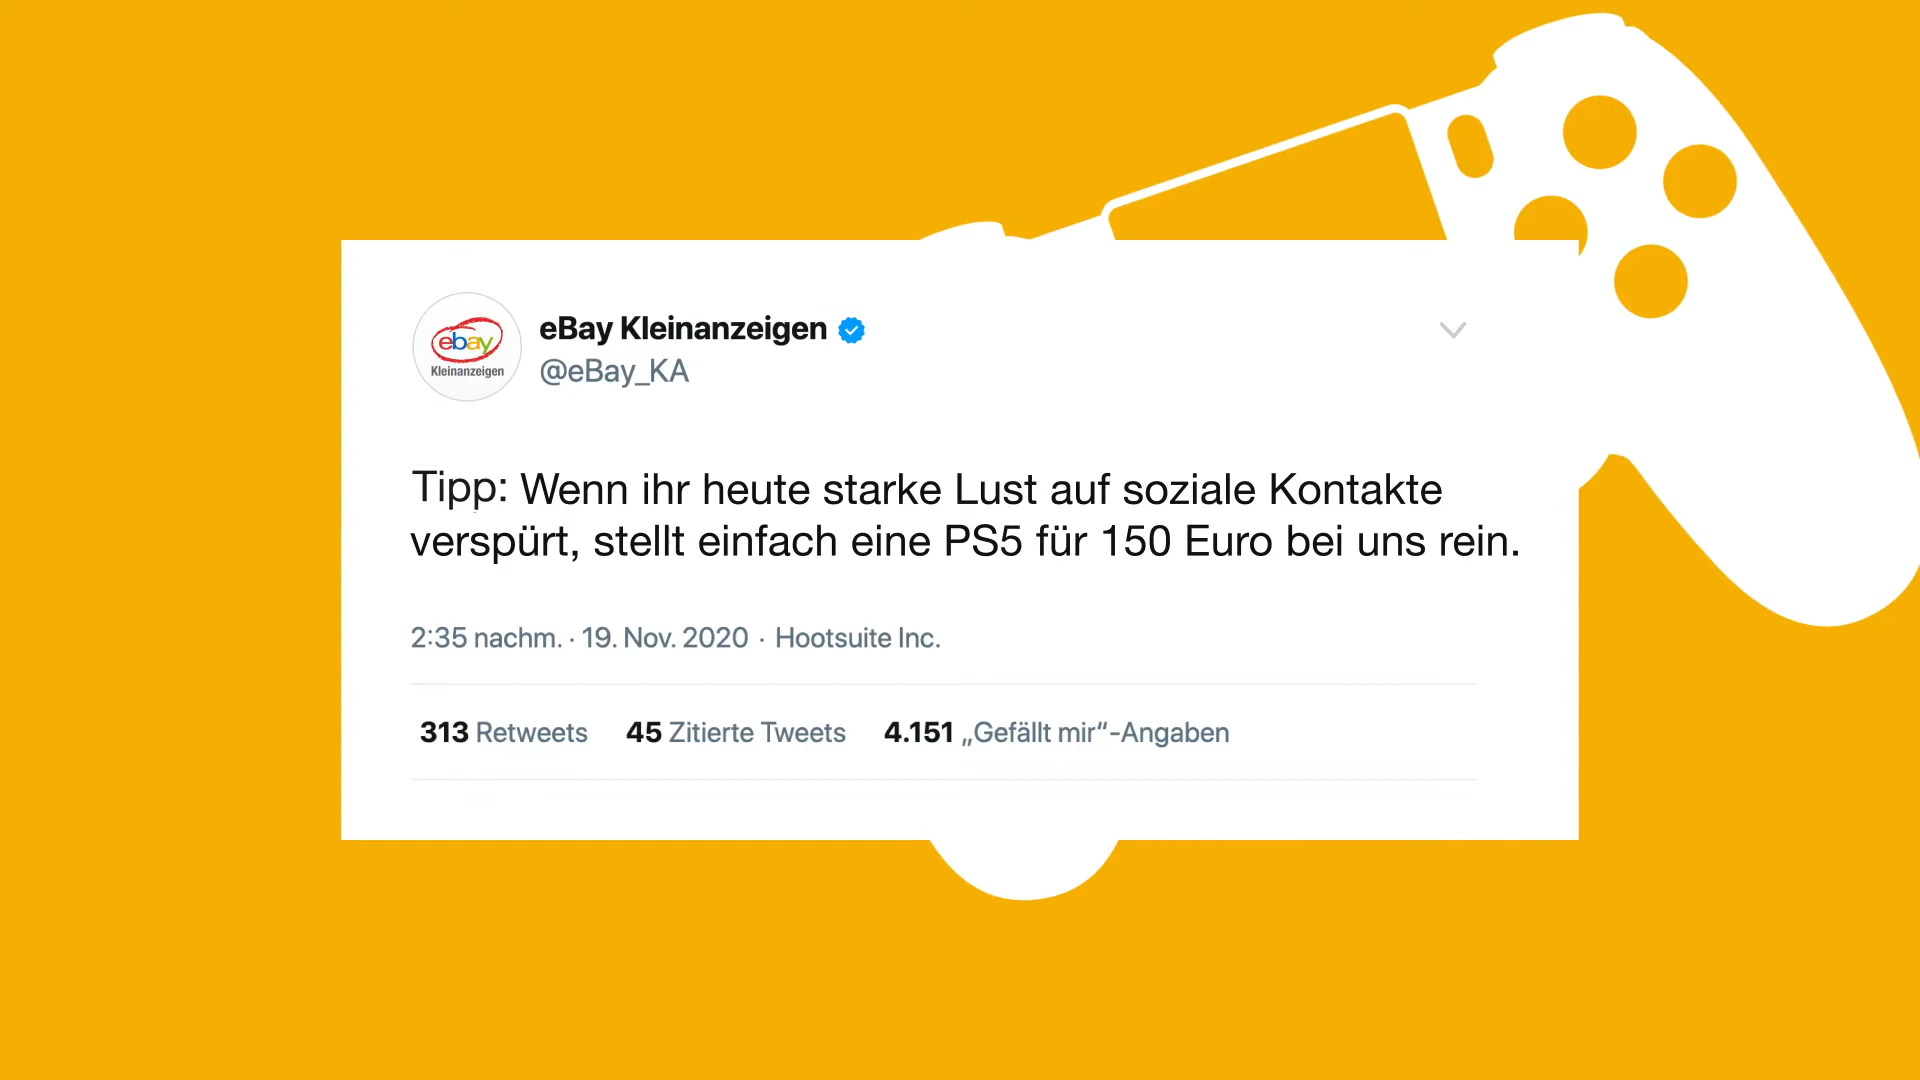 ebay
Kleinanzeigen
eBay Kleinanzeigen
@eBay_KA
Tipp: Wenn ihr heute starke Lust auf soziale Kontakte
verspürt, stellt einfach eine PS5 für 150 Euro bei uns rein.
2:35 nachm. · 19. Nov. 2020 · Hootsuite Inc.
313 Retweets 45 Zitierte Tweets 4.151 „Gefällt mir“-Angaben